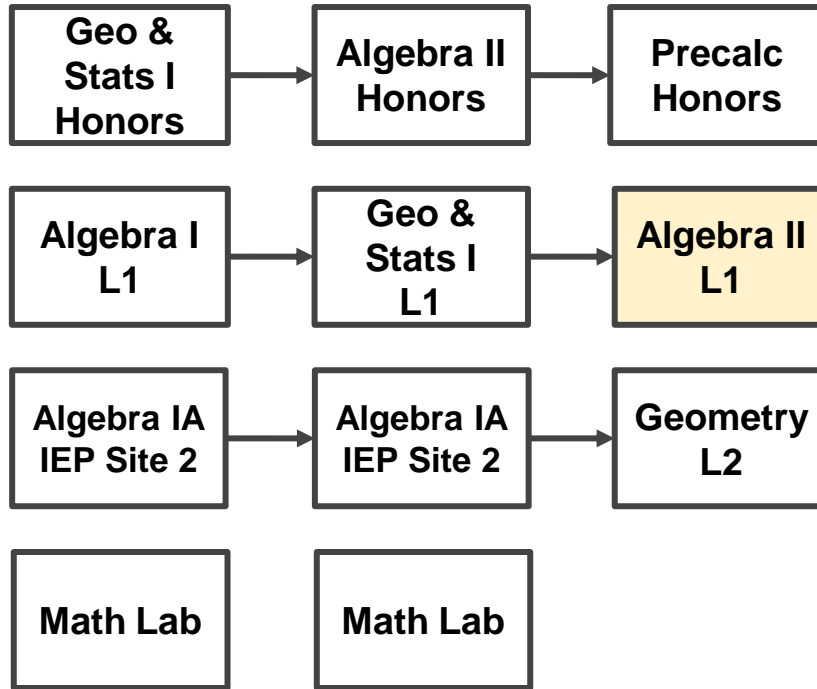 Geo &
Stats I
Honors
Algebra II
Honors
Precalc
Honors
Algebra I
L1
Geo &
Stats I
L1
Algebra II
L1
Algebra IA
IEP Site 2
Algebra IA
IEP Site 2
Geometry
L2
Math Lab
Math Lab